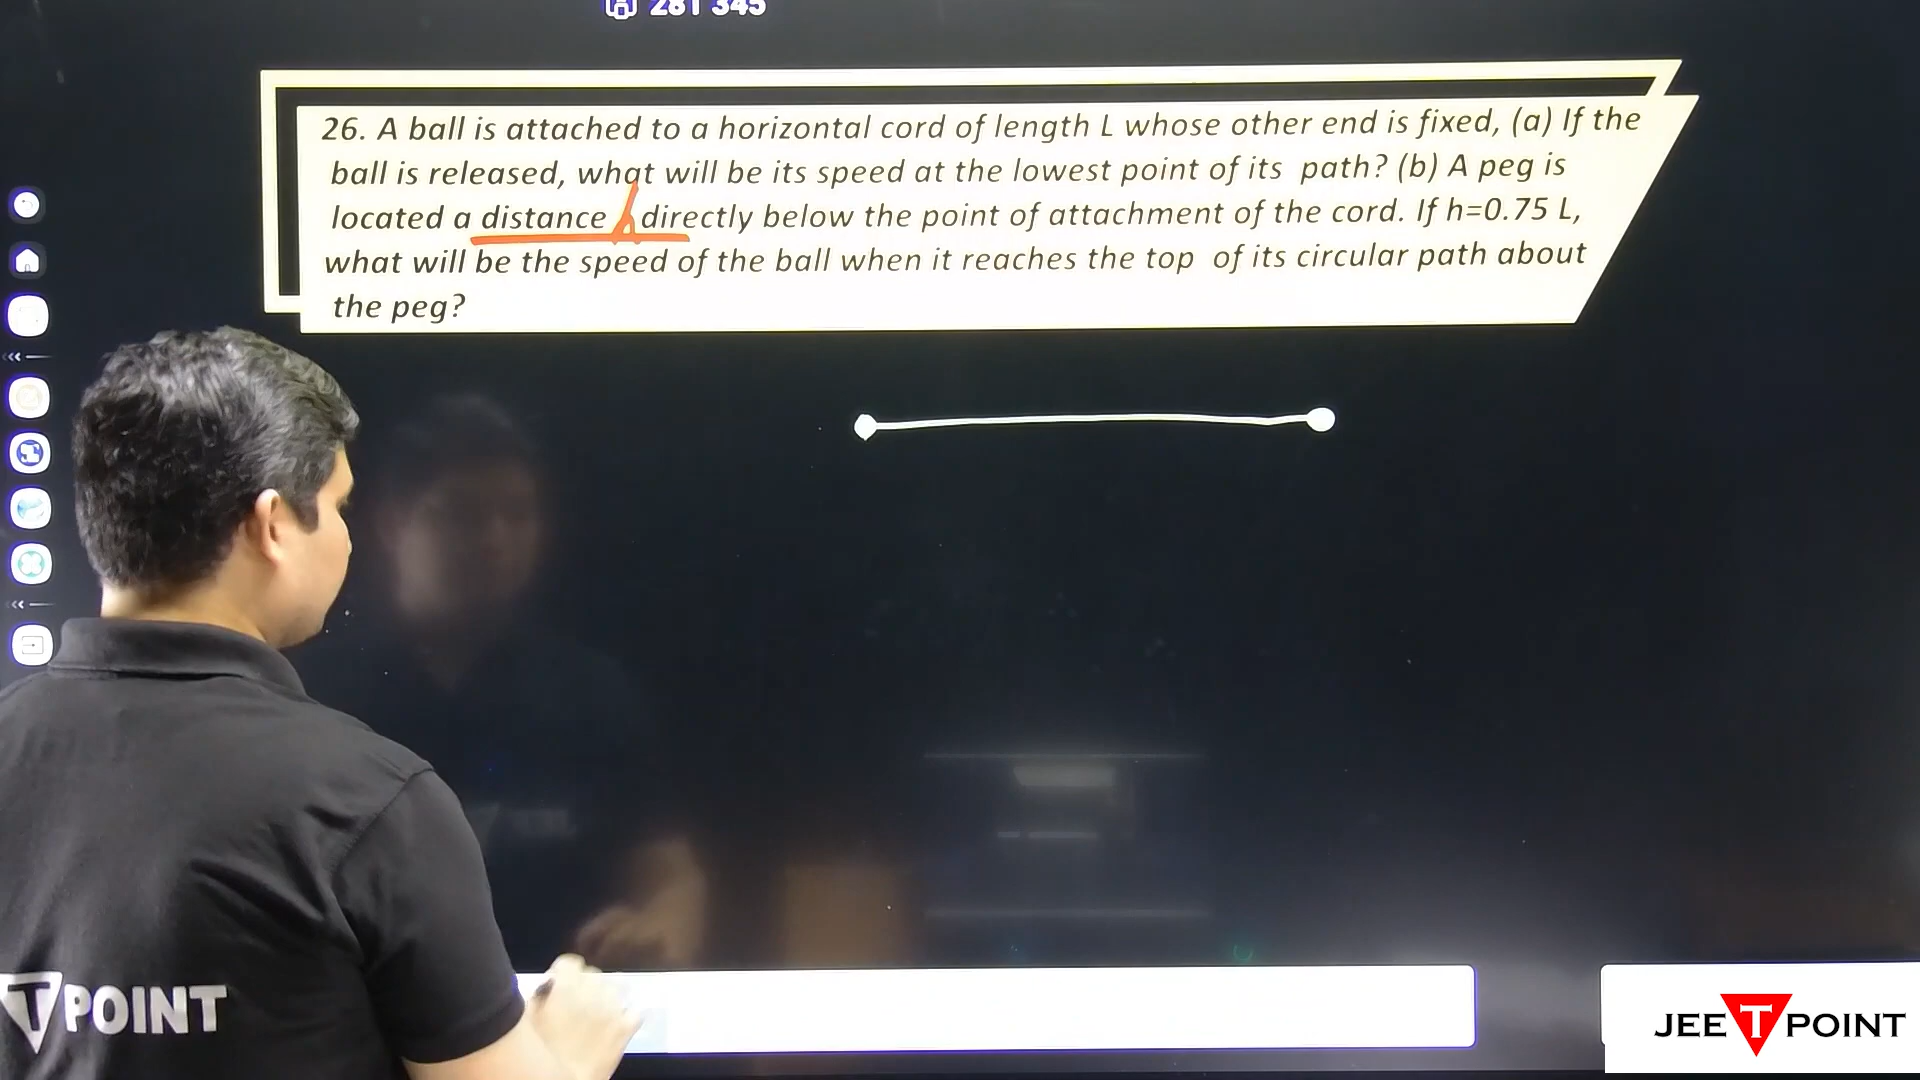 281 345
26. A ball is attached to a horizontal cord of length L whose other end is fixed, (a) If the
ball is released, what will be its speed at the lowest point of its path? (b) A peg is
located a distance h directly below the point of attachment of the cord. If h=0.75 L,
what will be the speed of the ball when it reaches the top of its circular path about
the peg?
T POINT
JEE T POINT